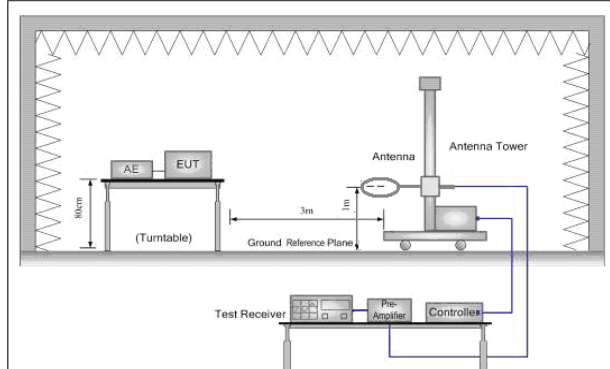 Antenna
Antenna Tower
AE
EUT
80cm
(Turntable)
3m
1m
Ground Reference Plane
Test Receiver
Pre-
Amplifier
Controller